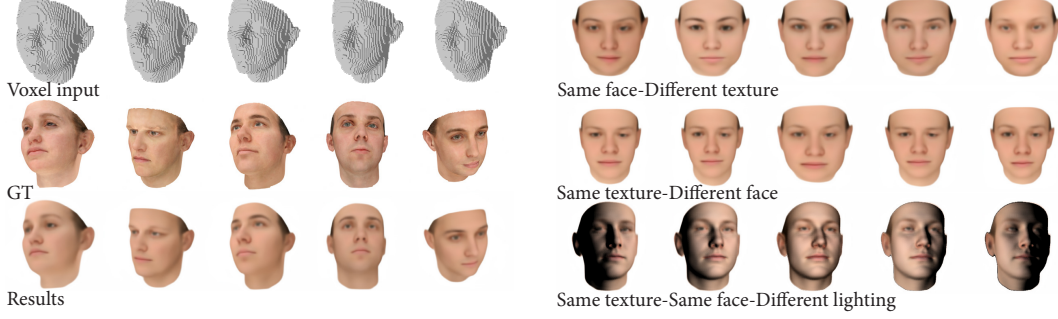 Voxel input
GT
Results
Same face-Different texture
Same texture-Different face
Same texture-Same face-Different lighting